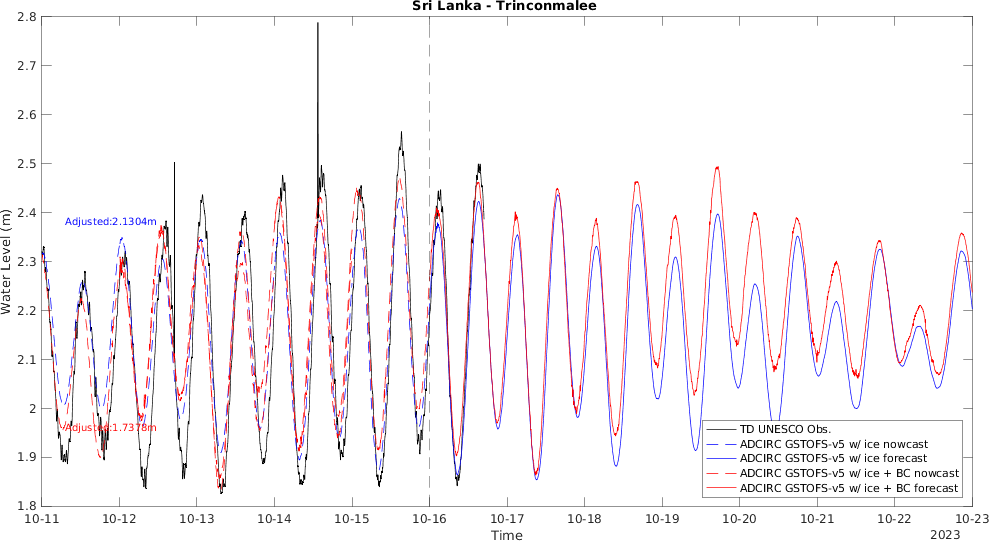 Sri Lanka - Trinconmalee
2.8
2.7
2.6
2.5
2.4
2.3
2.2
2.1
2
1.9
1.8
Water Level (m)
Adjusted:2.1304m
Adjusted:1.7378m
TD UNESCO Obs.
ADCIRC GSTOFS-v5 w/ ice nowcast
ADCIRC GSTOFS-v5 w/ ice forecast
ADCIRC GSTOFS-v5 w/ ice + BC nowcast
ADCIRC GSTOFS-v5 w/ ice + BC forecast
10-11 10-12 10-13 10-14 10-15 10-16 10-17 10-18 10-19 10-20 10-21 10-22 10-23
Time
2023